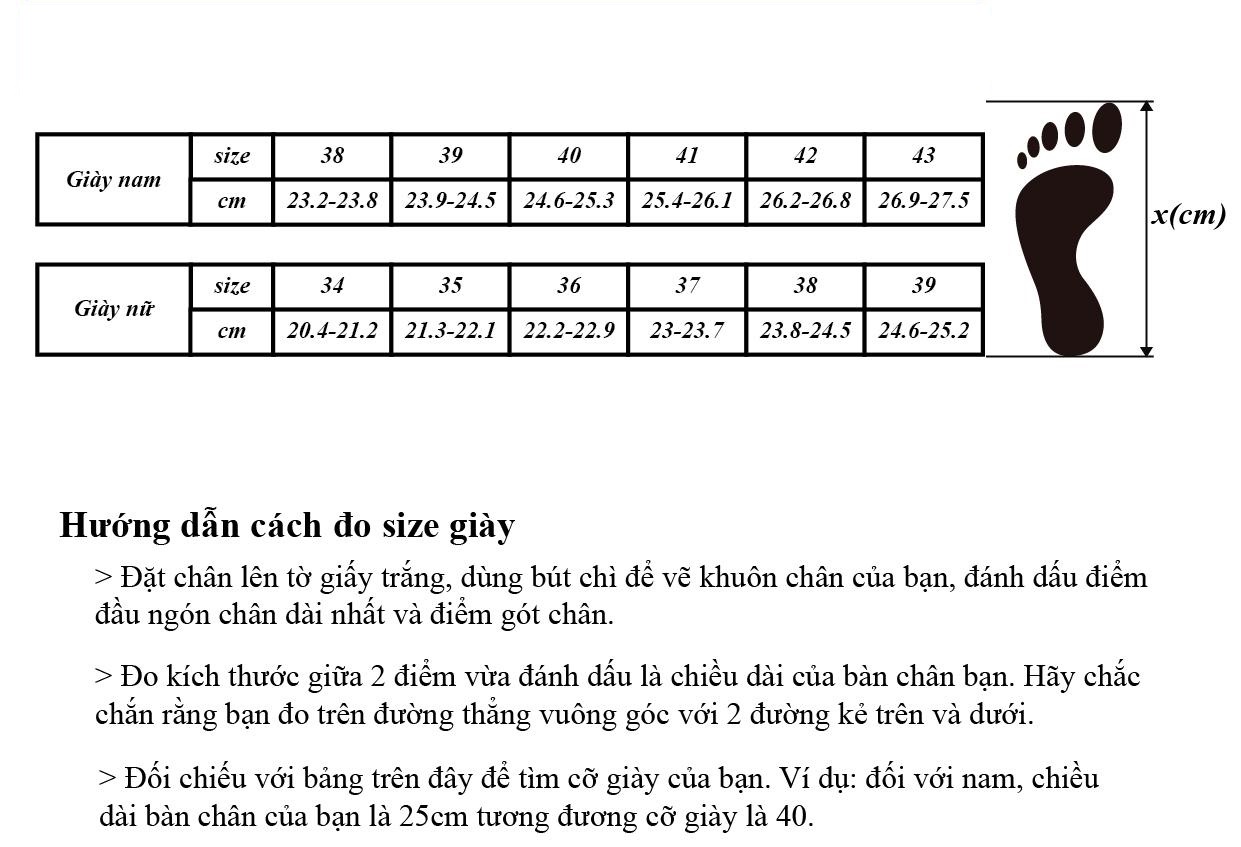 Giày nam
size 38 39 40 41 42 43
cm 23.2-23.8 23.9-24.5 24.6-25.3 25.4-26.1 26.2-26.8 26.9-27.5
x(cm)
Giày nữ
size 34 35 36 37 38 39
cm 20.4-21.2 21.3-22.1 22.2-22.9 23-23.7 23.8-24.5 24.6-25.2
Hướng dẫn cách đo size giày
> Đặt chân lên tờ giấy trắng, dùng bút chì để vẽ khuôn chân của bạn, đánh dấu điểm
đầu ngón chân dài nhất và điểm gót chân.
> Đo kích thước giữa 2 điểm vừa đánh dấu là chiều dài của bàn chân bạn. Hãy chắc
chắn rằng bạn đo trên đường thẳng vuông góc với 2 đường kẻ trên và dưới.
> Đối chiếu với bảng trên đây để tìm cỡ giày của bạn. Ví dụ: đối với nam, chiều
dài bàn chân của bạn là 25cm tương đương cỡ giày là 40.